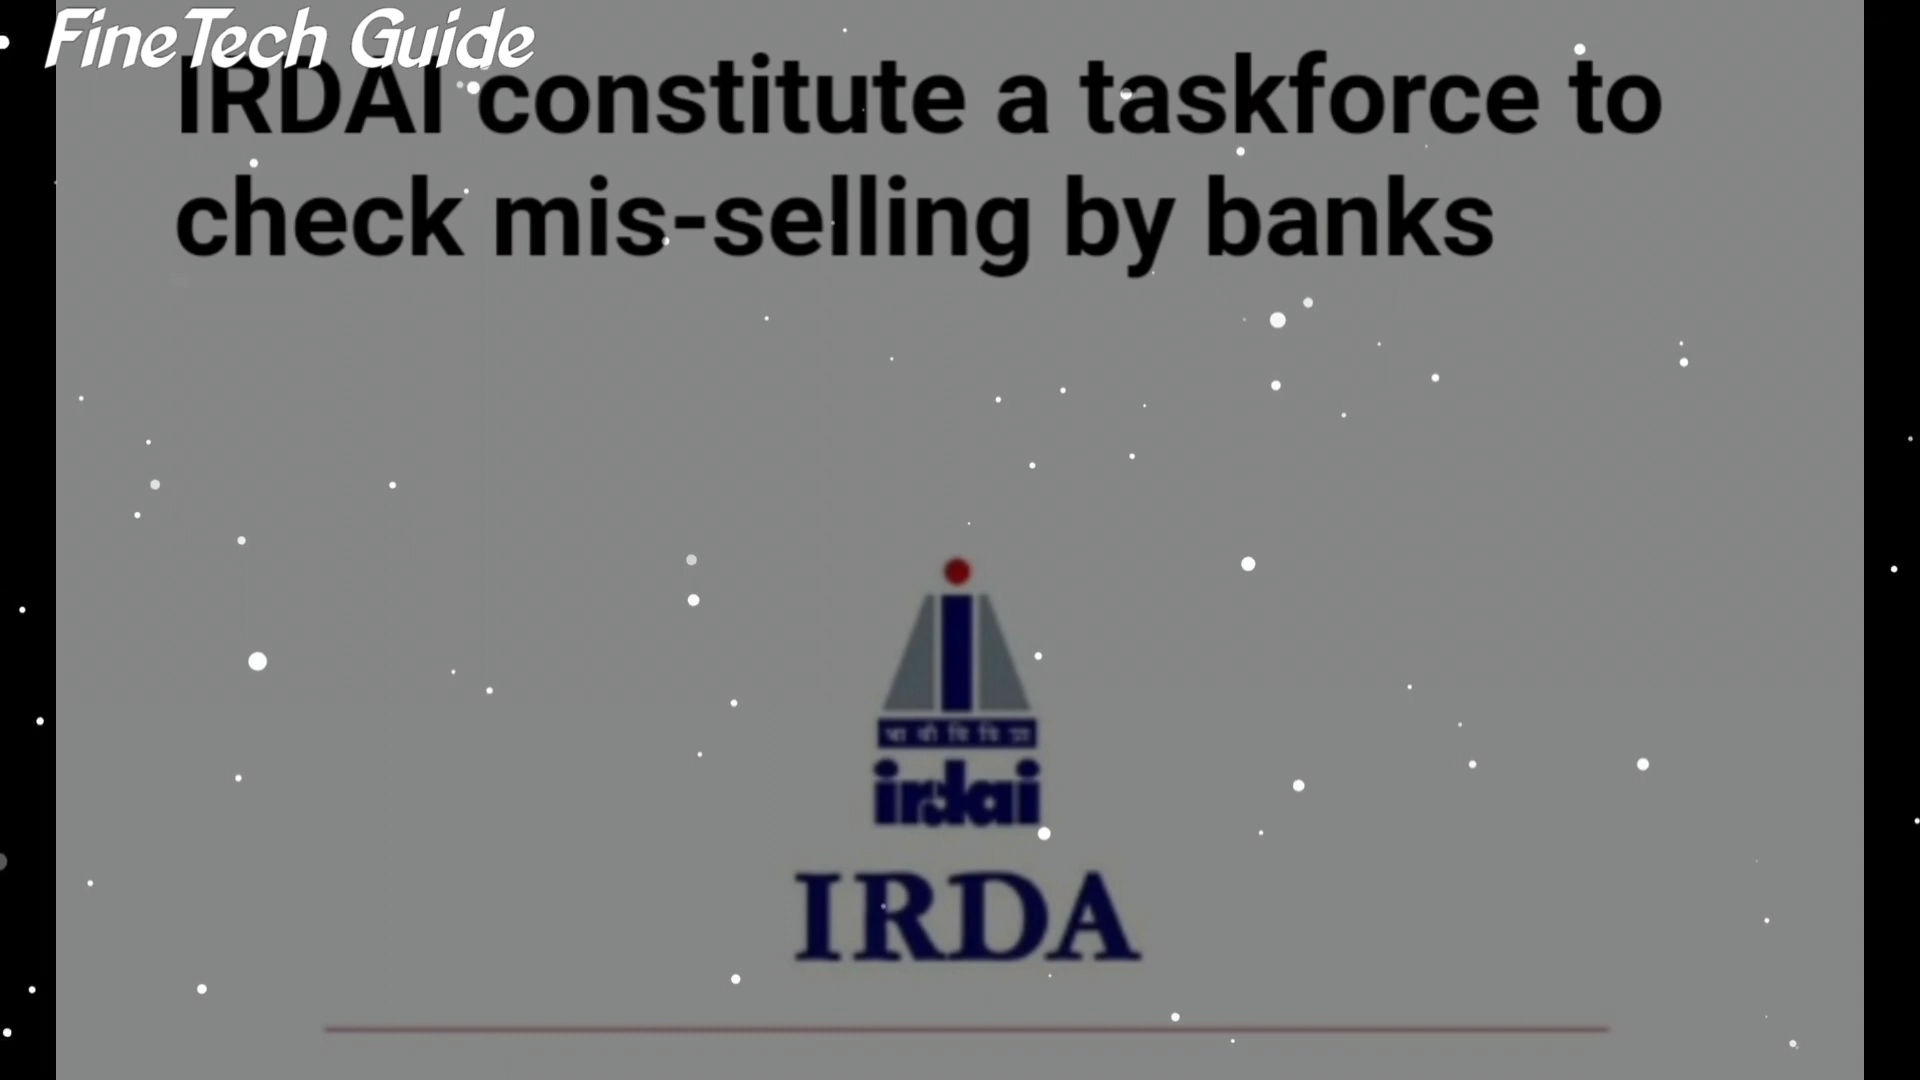 FineTech Guide
IRDAI constitute a taskforce to
check mis-selling by banks
irdai
IRDA